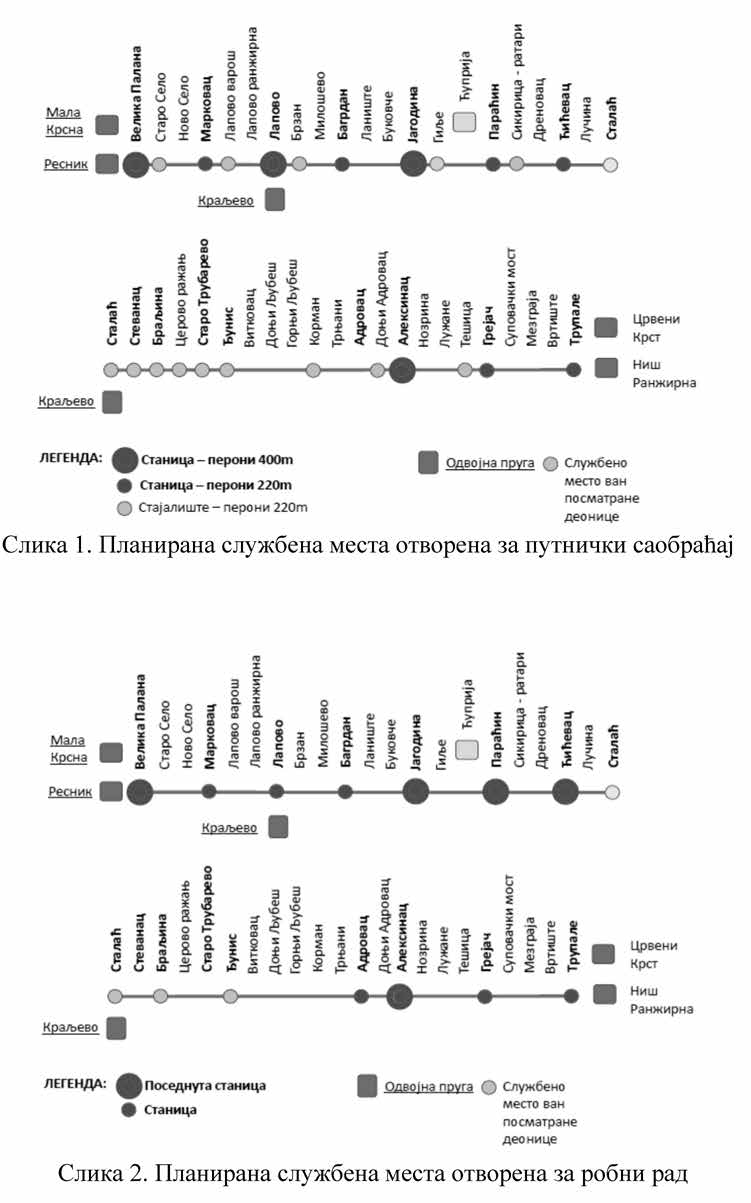 Мала
Крсна
Ресник
Велика Палана
Старо Село
Ново Село
Марковац
Лапово варош
Лапово ранжирна
Лапово
Брзан
Милошево
Багрдан
Ланиште
Буковче
Јагодина
Гиље
Ћуприја
Параћин
Сикирица - ратари
Дреновац
Ћићевац
Лучина
Сталаћ
Краљево
Сталаћ
Стеванац
Браљина
Церово ражањ
Старо Трубарево
Ђунис
Витковац
Доњи Љубеш
Горњи Љубеш
Корман
Трњани
Адровац
Доњи Адровац
Алексинац
Нозрина
Лужане
Тешица
Грејач
Суповачки мост
Мезграја
Вртиште
Трупале
Црвени
Крст
Ниш
Ранжирна
Краљево
ЛЕГЕНДА:
Станица – перони 400m
Станица – перони 220m
Стајалиште – перони 220m
Одвојна пруга
Службено
место ван
посматране
деонице
Слика 1. Планирана службена места отворена за путнички саобраћај
Мала
Крсна
Ресник
Велика Палана
Старо Село
Ново Село
Марковац
Лапово варош
Лапово ранжирна
Лапово
Брзан
Милошево
Багрдан
Ланиште
Буковче
Јагодина
Гиље
Ћуприја
Параћин
Сикирица - ратари
Дреновац
Ћићевац
Лучина
Сталаћ
Краљево
Сталаћ
Стеванац
Браљина
Церово ражањ
Старо Трубарево
Ђунис
Витковац
Доњи Љубеш
Горњи Љубеш
Корман
Трњани
Адровац
Доњи Адровац
Алексинац
Нозрина
Лужане
Тешица
Грејач
Суповачки мост
Мезграја
Вртиште
Трупале
Црвени
Крст
Ниш
Ранжирна
Краљево
ЛЕГЕНДА:
Поседнута станица
Станица
Одвојна пруга
Службено
место ван
посматране
деонице
Слика 2. Планирана службена места отворена за робни рад